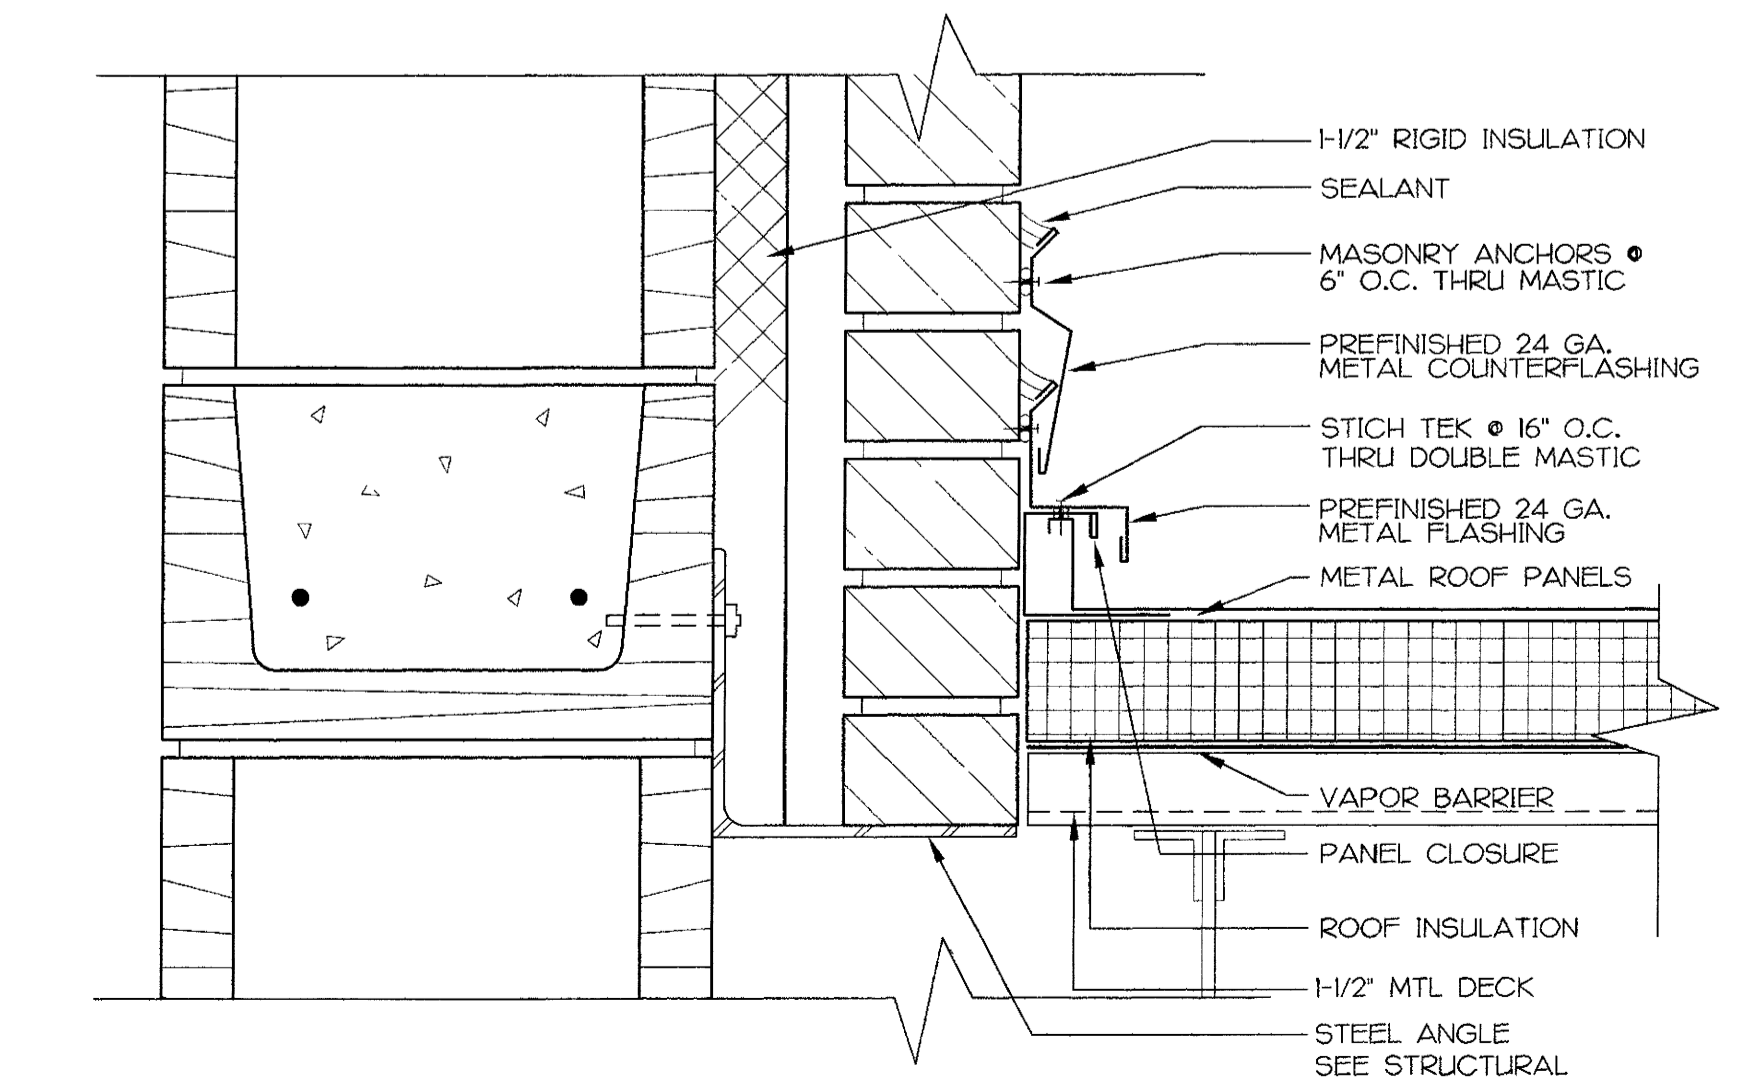 1-1/2" RIGID INSULATION
SEALANT
MASONRY ANCHORS @
6" O.C. THRU MASTIC
PREFINISHED 24 GA.
METAL COUNTERFLASHING
STICH TEK @ 16" O.C.
THRU DOUBLE MASTIC
PREFINISHED 24 GA.
METAL FLASHING
METAL ROOF PANELS
VAPOR BARRIER
PANEL CLOSURE
ROOF INSULATION
1-1/2" MTL DECK
STEEL ANGLE
SEE STRUCTURAL